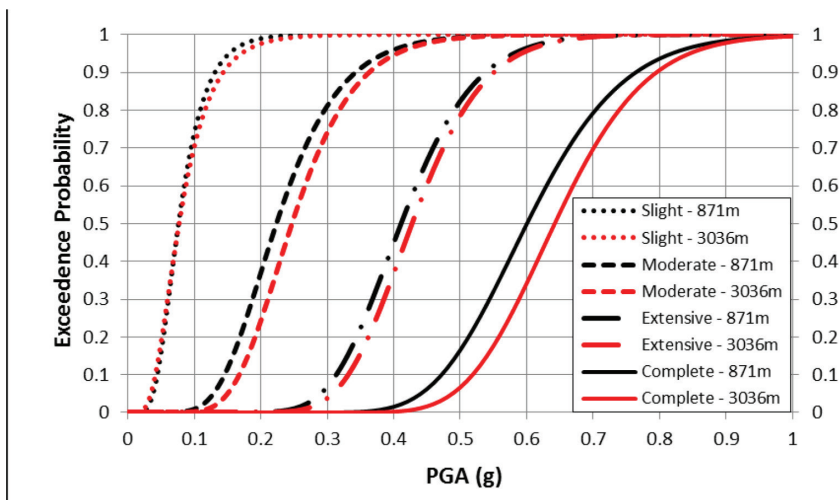 Exceedence Probability
1
0.9
0.8
0.7
0.6
0.5
0.4
0.3
0.2
0.1
0
1
0.9
0.8
0.7
0.6
0.5
0.4
0.3
0.2
0.1
0
Slight - 871m
Slight - 3036m
Moderate - 871m
Moderate - 3036m
Extensive - 871m
Extensive - 3036m
Complete - 871m
Complete - 3036m
0 0.1 0.2 0.3 0.4 0.5 0.6 0.7 0.8 0.9 1
PGA (g)